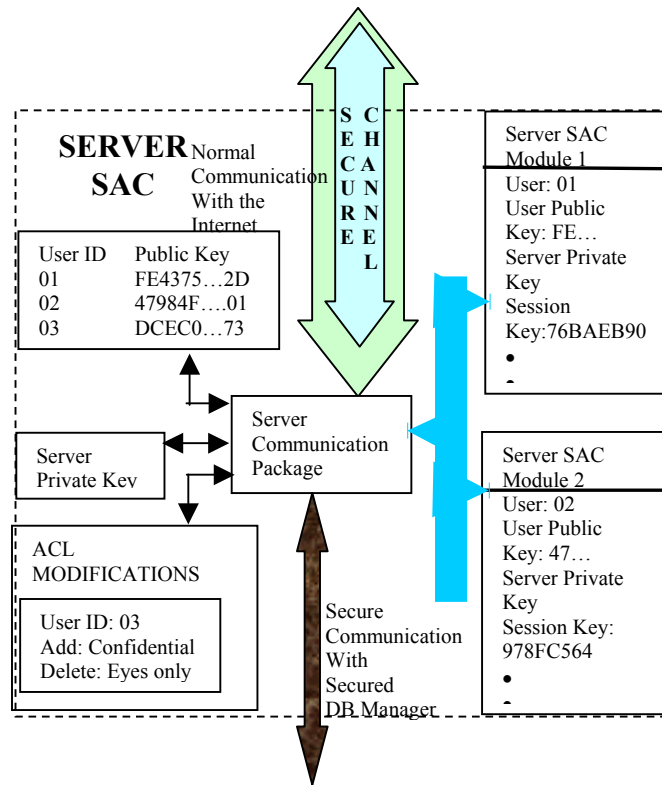 SERVER
SAC
Normal
Communication
With the
Internet
SECURE
CHANNEL
User ID Public Key
01 FE4375…2D
02 47984F….01
03 DCEC0…73
Server
Communication
Package
Server
Private Key
ACL
MODIFICATIONS
User ID: 03
Add: Confidential
Delete: Eyes only
Secure
Communication
With
Secured
DB Manager
Server SAC
Module 1
User: 01
User Public
Key: FE…
Server Private
Key
Session
Key:76BAEB90
•
•
Server SAC
Module 2
User: 02
User Public
Key: 47…
Server Private
Key
Session Key:
978FC564
•
•